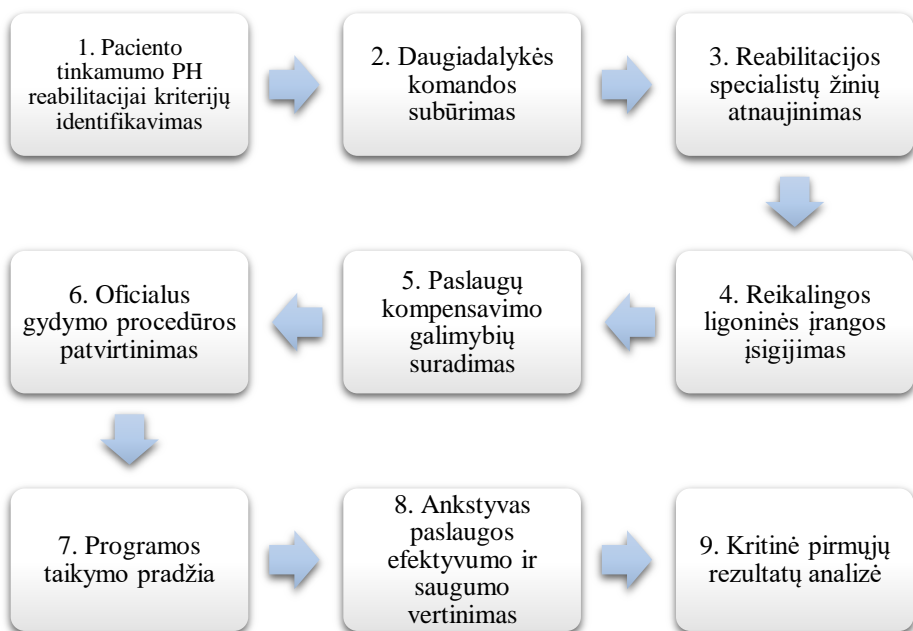 1. Paciento
tinkamumo PH
reabilitacijai kriterijų
identifikavimas
2. Daugiadalykės
komandos
subūrimas
3. Reabilitacijos
specialistų žinių
atnaujinimas
4. Reikalingos
ligoninės įrangos
įsigijimas
5. Paslaugų
kompensavimo
galimybių
suradimas
6. Oficialus
gydymo procedūros
patvirtinimas
7. Programos
taikymo pradžia
8. Ankstyvas
paslaugos
efektyvumo ir
saugumo
vertinimas
9. Kritinė pirmųjų
rezultatų analizė